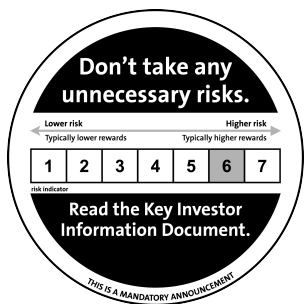 Don't take any
unnecessary risks.
Lower risk Higher risk
Typically lower rewards Typically higher rewards
1 2 3 4 5 6 7
risk indicator
Read the Key Investor
Information Document.
THIS IS A MANDATORY ANNOUNCEMENT